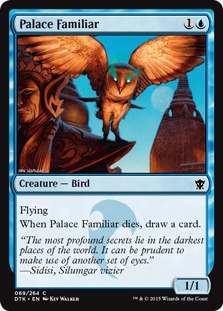 Palace Familiar 1
Creature — Bird
Flying
When Palace Familiar dies, draw a card.
“The most profound secrets lie in the darkest
places of the world. It can be prudent to
make use of another set of eyes.”
—Sidisi, Silumgar vizier
1/1
069/264 C
DTK • EN KEV WALKER
™ & © 2015 Wizards of the Coast